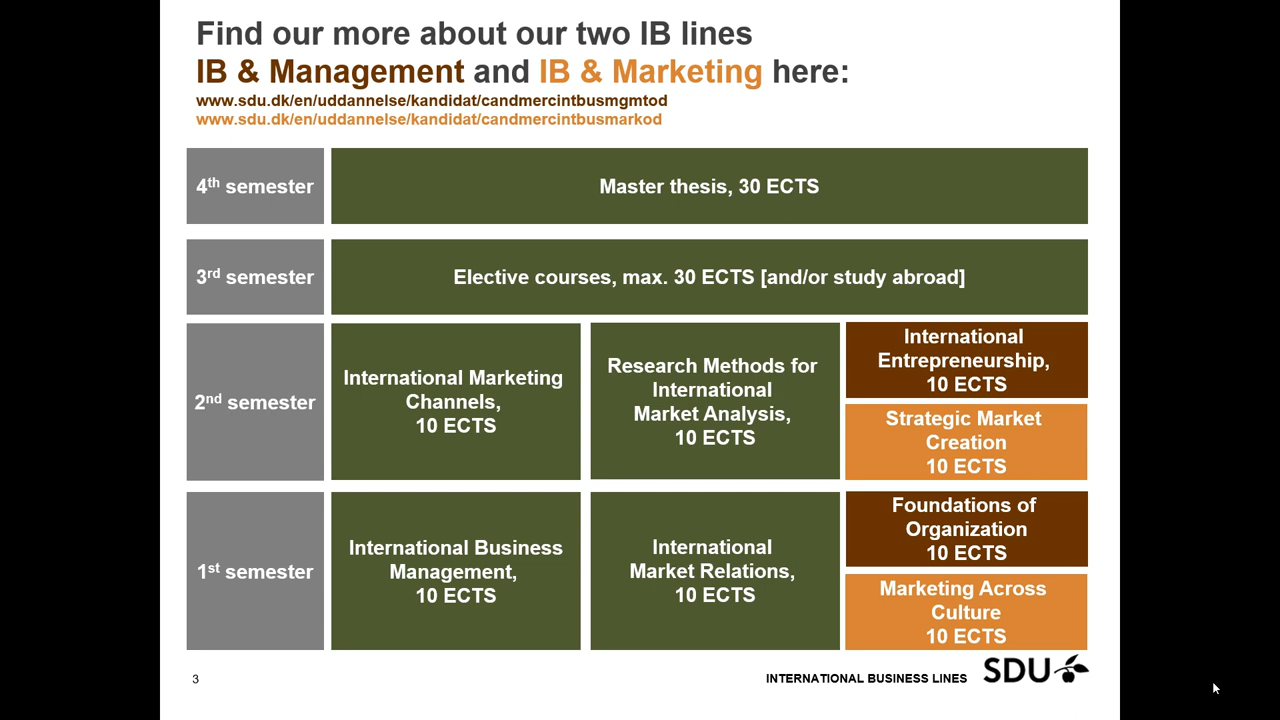 Find our more about our two IB lines
IB & Management and IB & Marketing here:
www.sdu.dk/en/uddannelse/kandidat/candmercintbusmgmtod
www.sdu.dk/en/uddannelse/kandidat/candmercintbusmarkod
4th semester
Master thesis, 30 ECTS
3rd semester
Elective courses, max. 30 ECTS [and/or study abroad]
2nd semester
International Marketing
Channels,
10 ECTS
Research Methods for
International
Market Analysis,
10 ECTS
International
Entrepreneurship,
10 ECTS
Strategic Market
Creation
10 ECTS
1st semester
International Business
Management,
10 ECTS
International
Market Relations,
10 ECTS
Foundations of
Organization
10 ECTS
Marketing Across
Culture
10 ECTS
3
INTERNATIONAL BUSINESS LINES
SDU